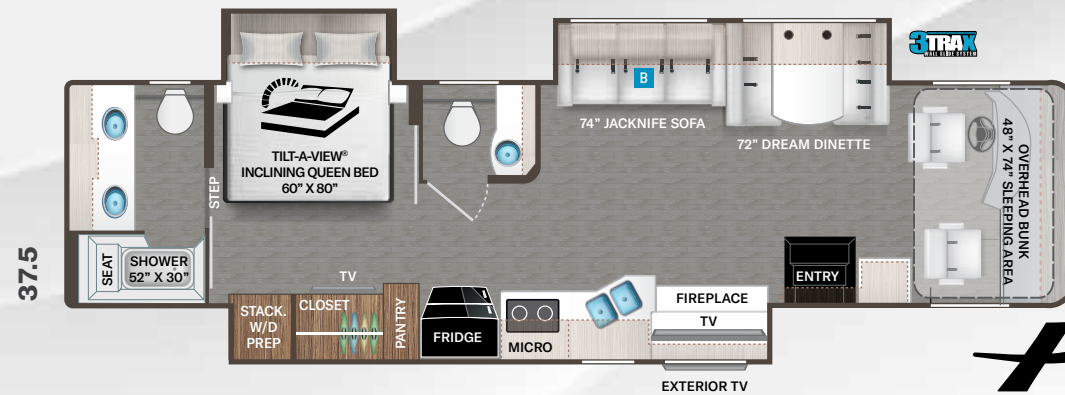 37.5
SEAT
SHOWER
52” X 30”
STEP
TILT-A-VIEW®
INCLINING QUEEN BED
60” X 80”
TV
STACK.
W/D
PREP
CLOSET
PANTRY
FRIDGE
MICRO
FIREPLACE
TV
EXTERIOR TV
B
74” JACKNIFE SOFA
72” DREAM DINETTE
ENTRY
3TRAX
WALL SLIDE SYSTEM
OVERHEAD BUNK
48” X 74” SLEEPING AREA